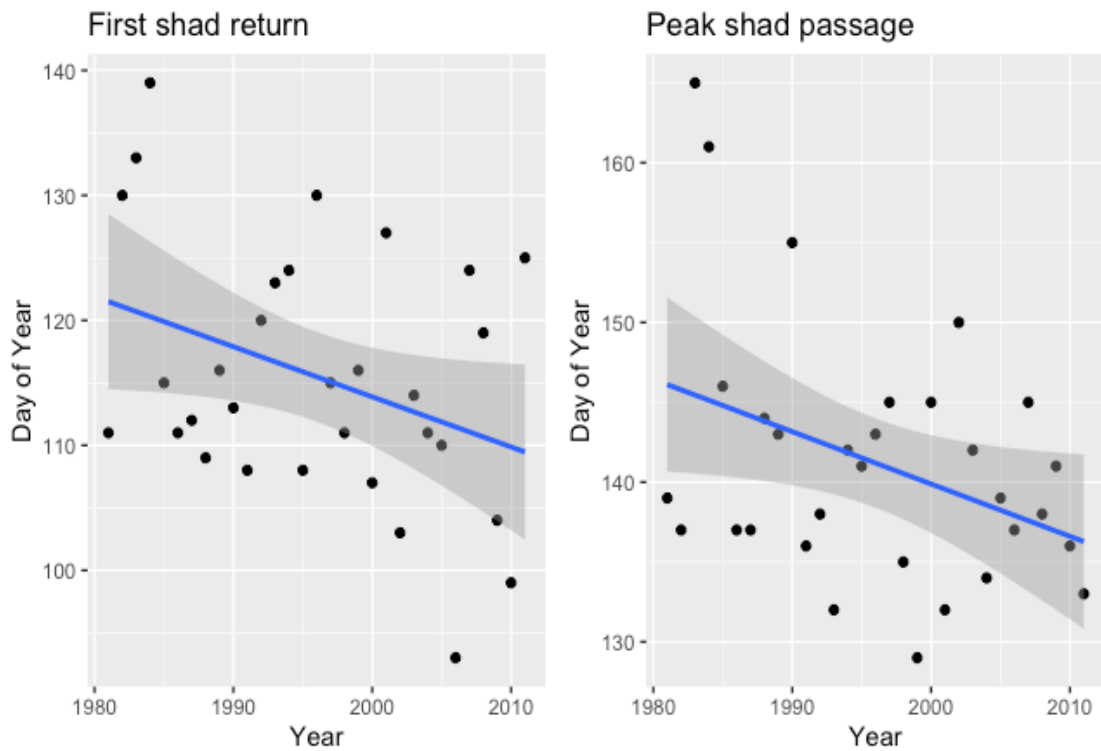 First shad return
140
130
120
110
100
Day of Year
1980
1990
2000
2010
Year
Peak shad passage
160
150
140
130
Day of Year
1980
1990
2000
2010
Year